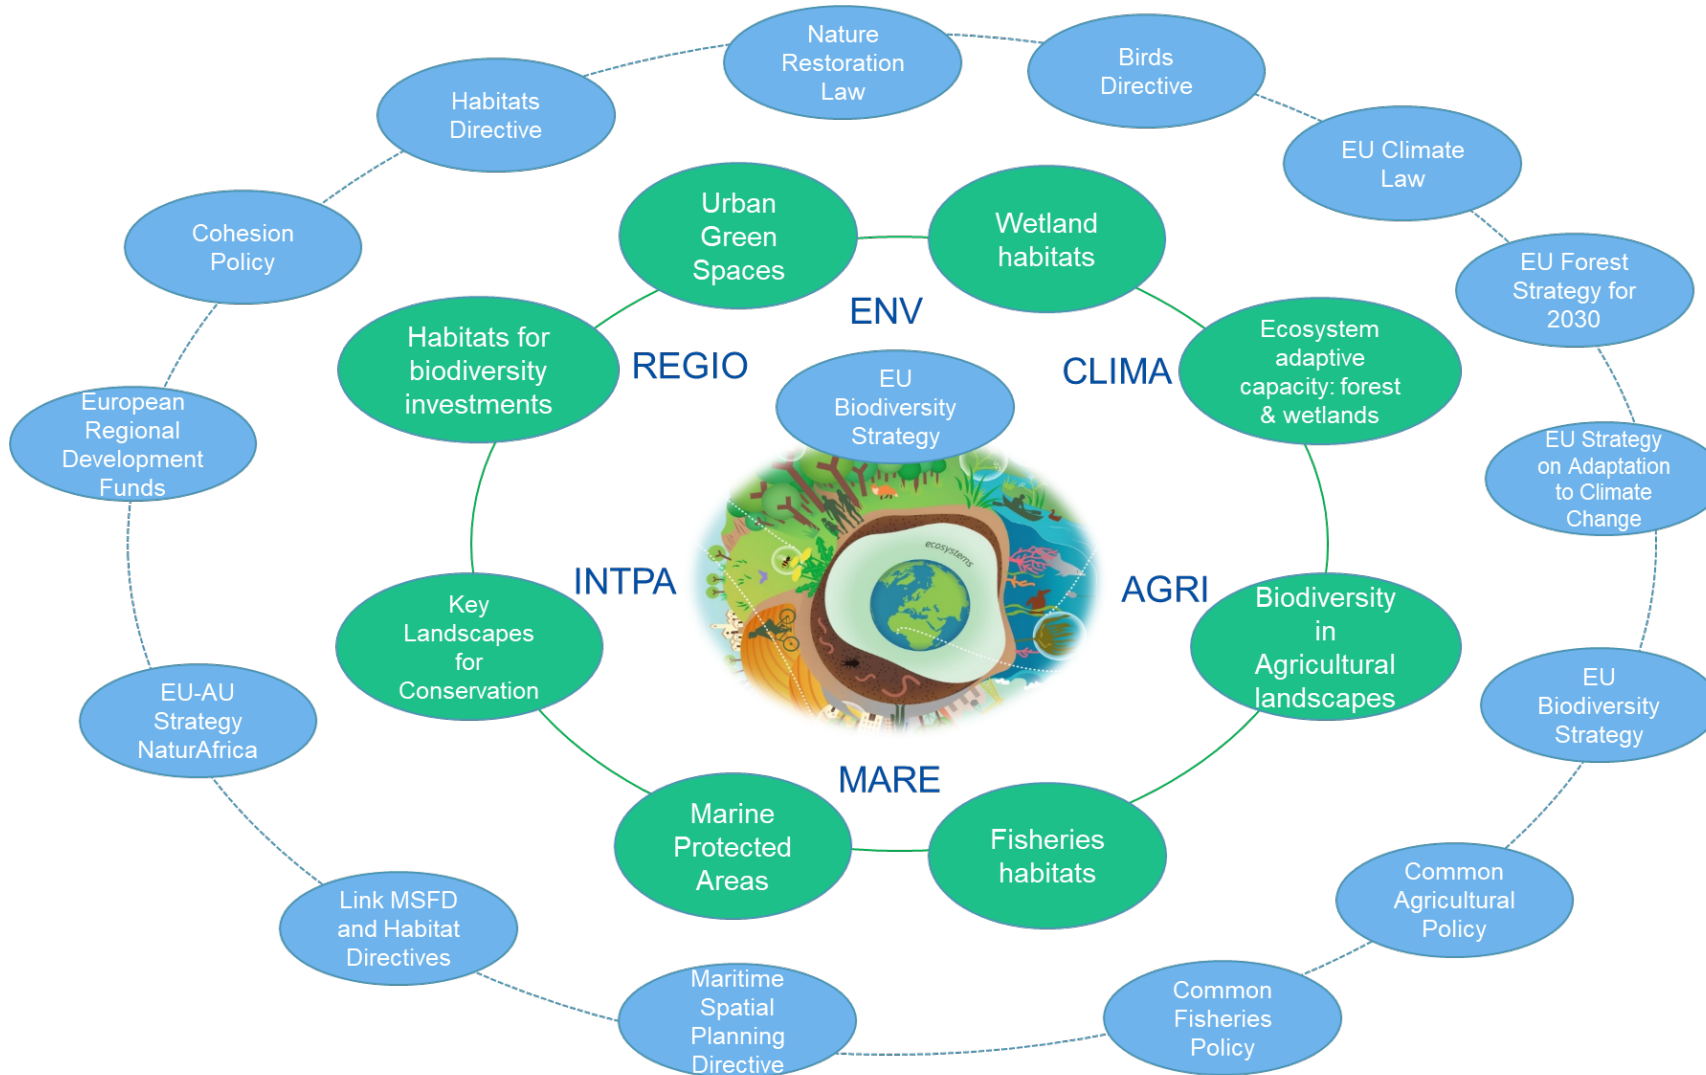 Nature
Restoration
Law
Birds
Directive
Habitats
Directive
EU Climate
Law
Cohesion
Policy
Urban
Green
Spaces
Wetland
habitats
EU Forest
Strategy for
2030
ENV
Habitats for
biodiversity
investments
REGIO
CLIMA
Ecosystem
adaptive
capacity: forest
& wetlands
EU
Biodiversity
Strategy
European
Regional
Development
Funds
EU Strategy
on Adaptation
to Climate
Change
ecosystems
INTPA
AGRI
Key
Landscapes
for
Conservation
Biodiversity
in
Agricultural
landscapes
EU-AU
Strategy
NaturAfrica
EU
Biodiversity
Strategy
MARE
Marine
Protected
Areas
Fisheries
habitats
Link MSFD
and Habitat
Directives
Common
Agricultural
Policy
Maritime
Spatial
Planning
Directive
Common
Fisheries
Policy